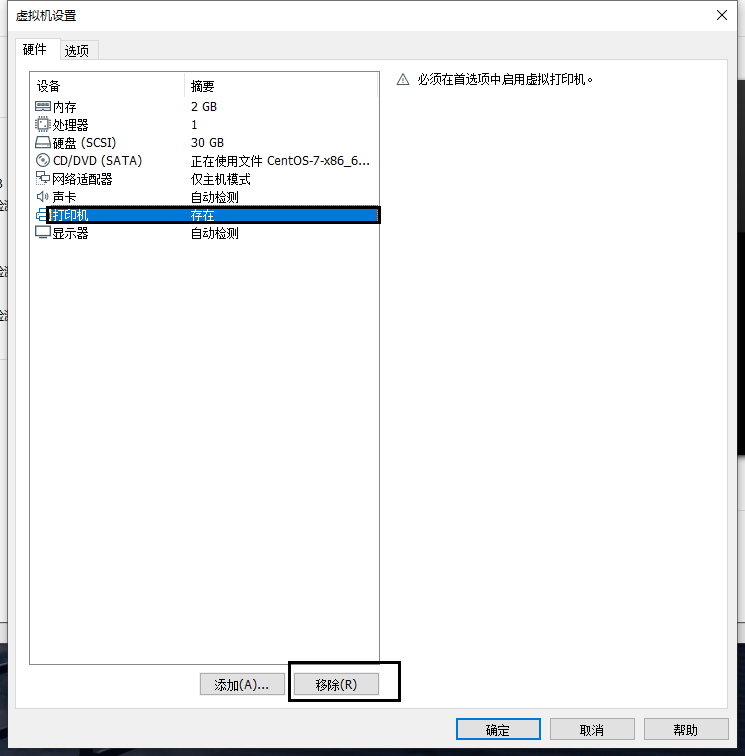 虚拟机设置
硬件 选项
设备 摘要
内存 2 GB
处理器 1
硬盘 (SCSI) 30 GB
CD/DVD (SATA) 正在使用文件 CentOS-7-x86_6...
网络适配器 仅主机模式
声卡 自动检测
打印机 存在
显示器 自动检测
必须在首选项中启用虚拟打印机。
添加(A)... 移除(R)
确定 取消 帮助